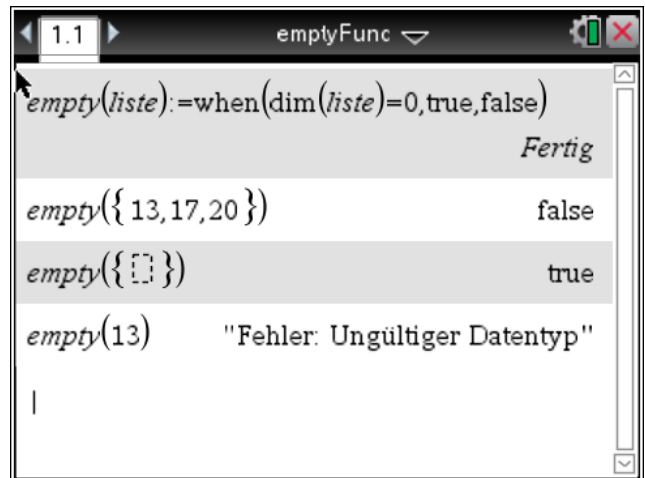 1.1 emptyFunc
empty(liste):=when(dim(liste)=0,true,false)
Fertig
empty({13,17,20}) false
empty({⬚}) true
empty(13) "Fehler: Ungültiger Datentyp"